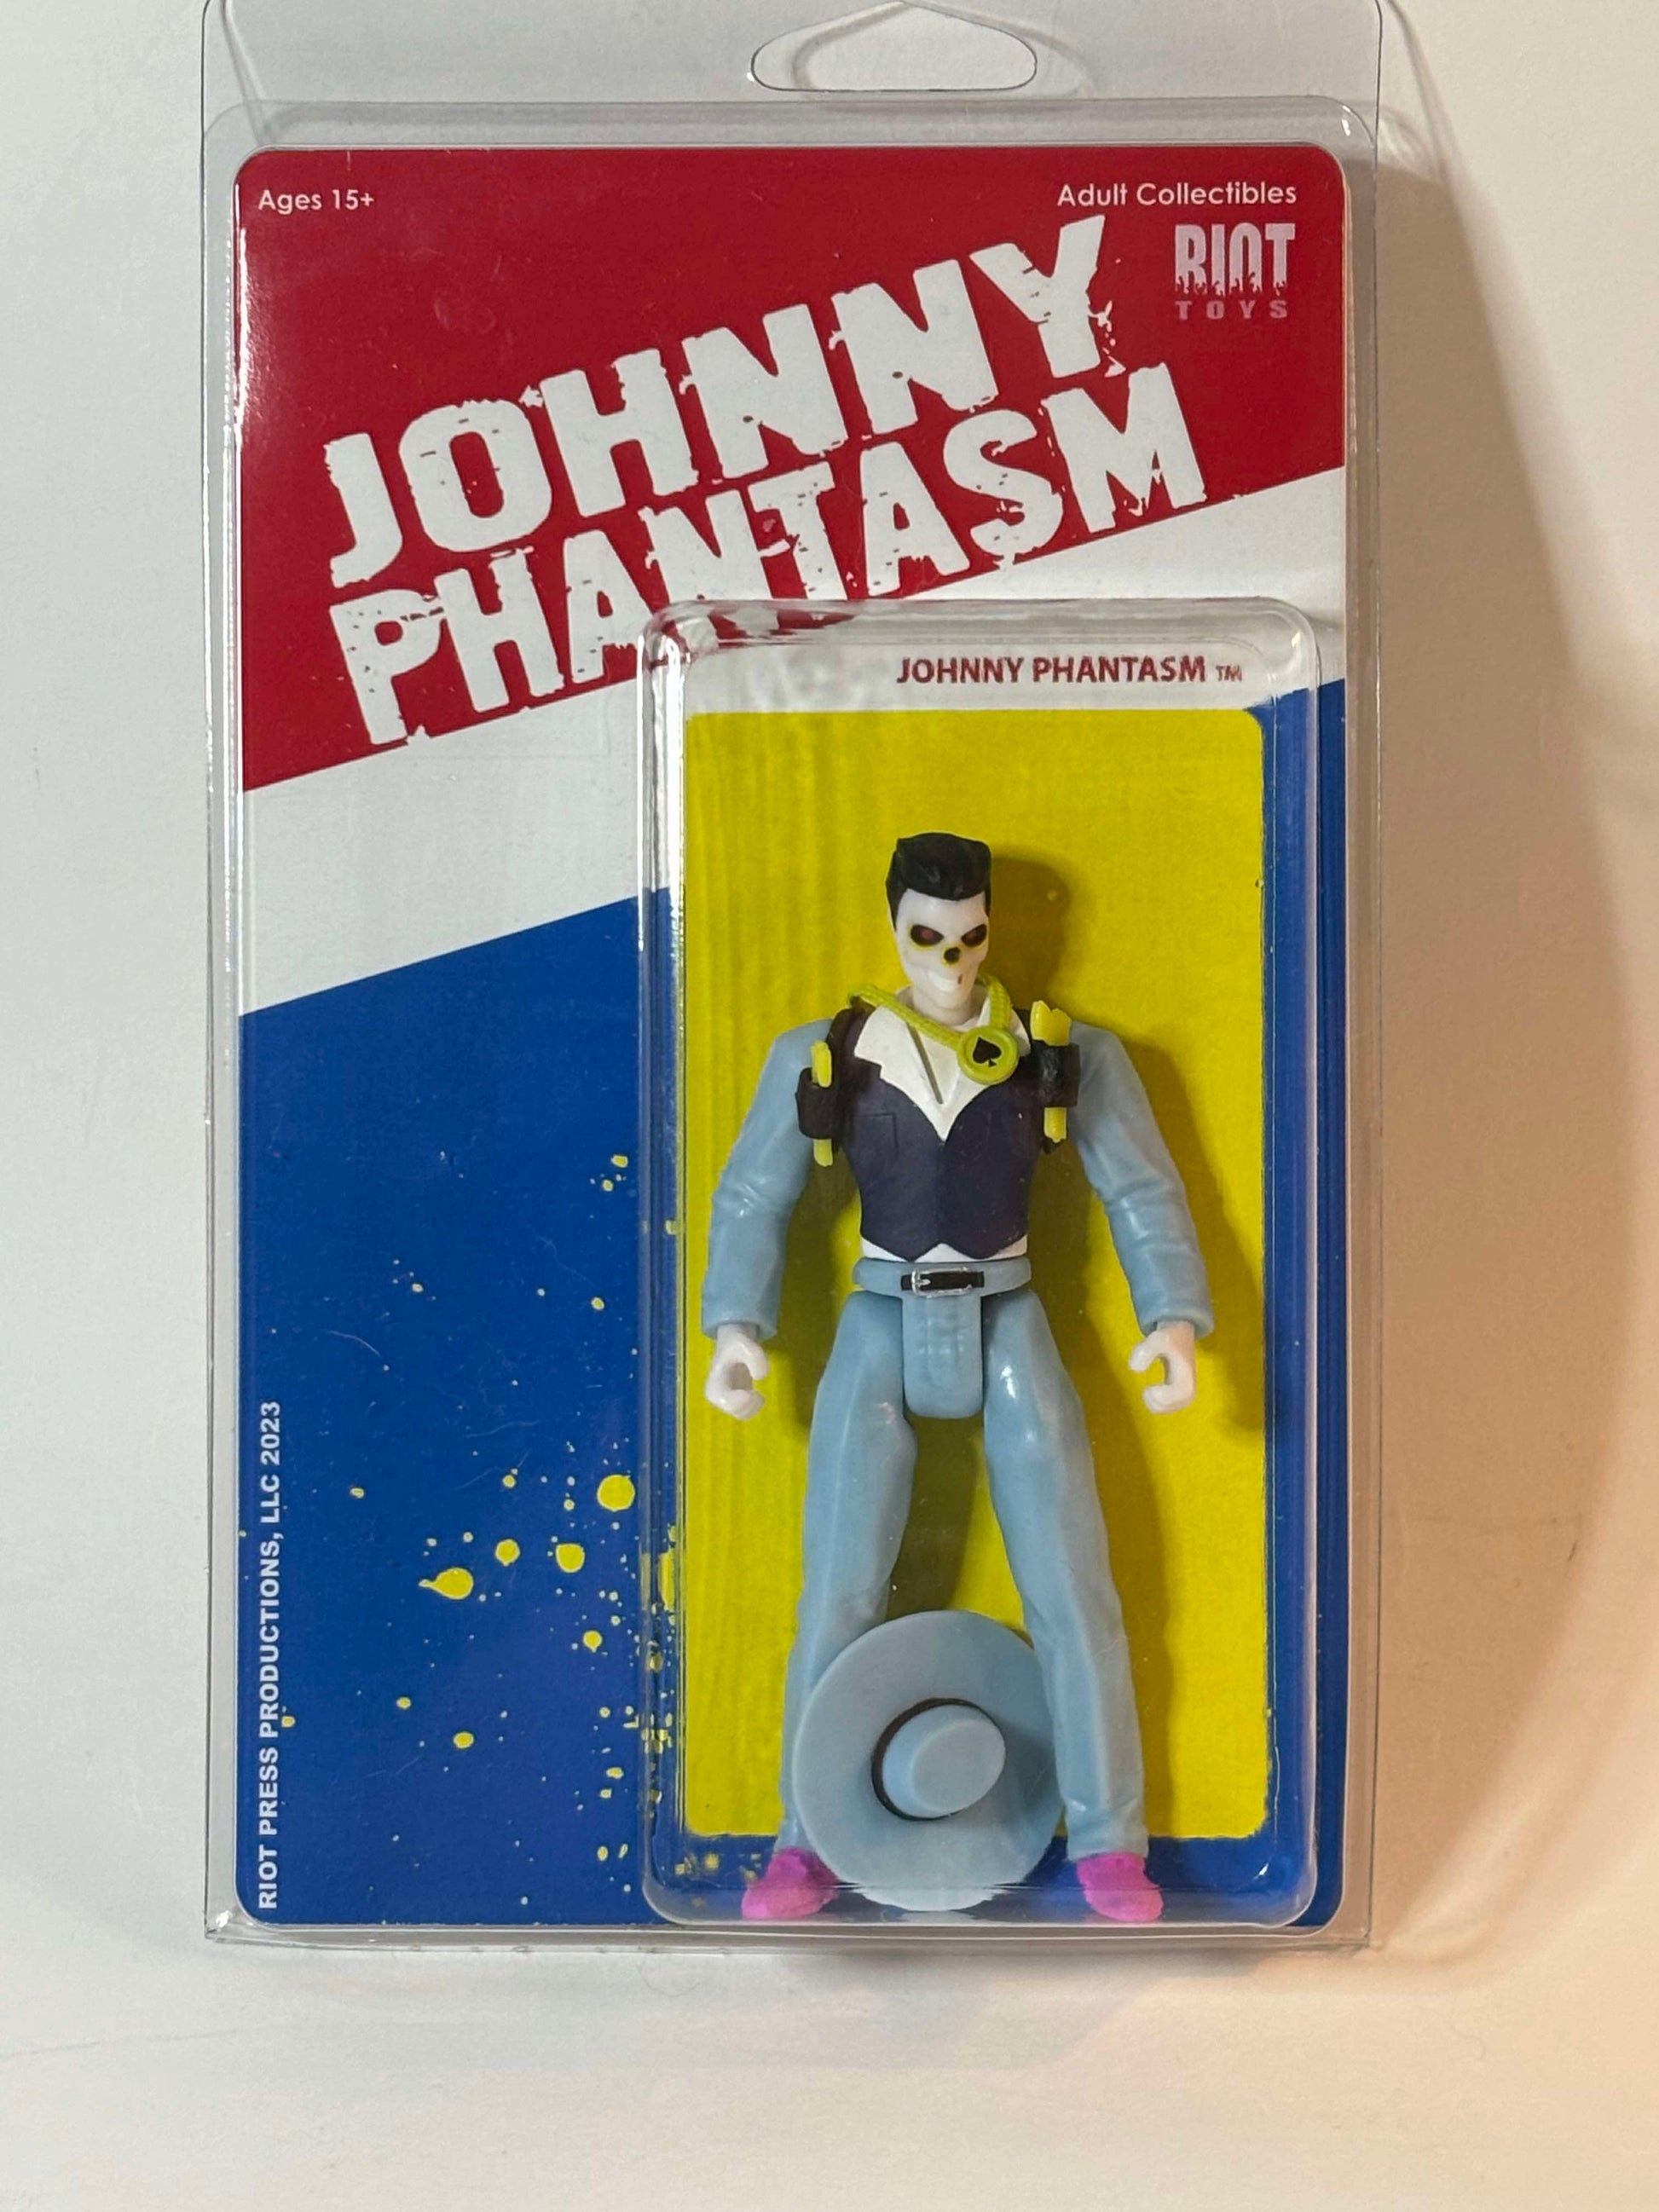 Ages 15+
Adult Collectibles
RIOT
TOYS
JOHNNY
PHANTASM
JOHNNY PHANTASM TM
RIOT PRESS PRODUCTIONS, LLC 2023